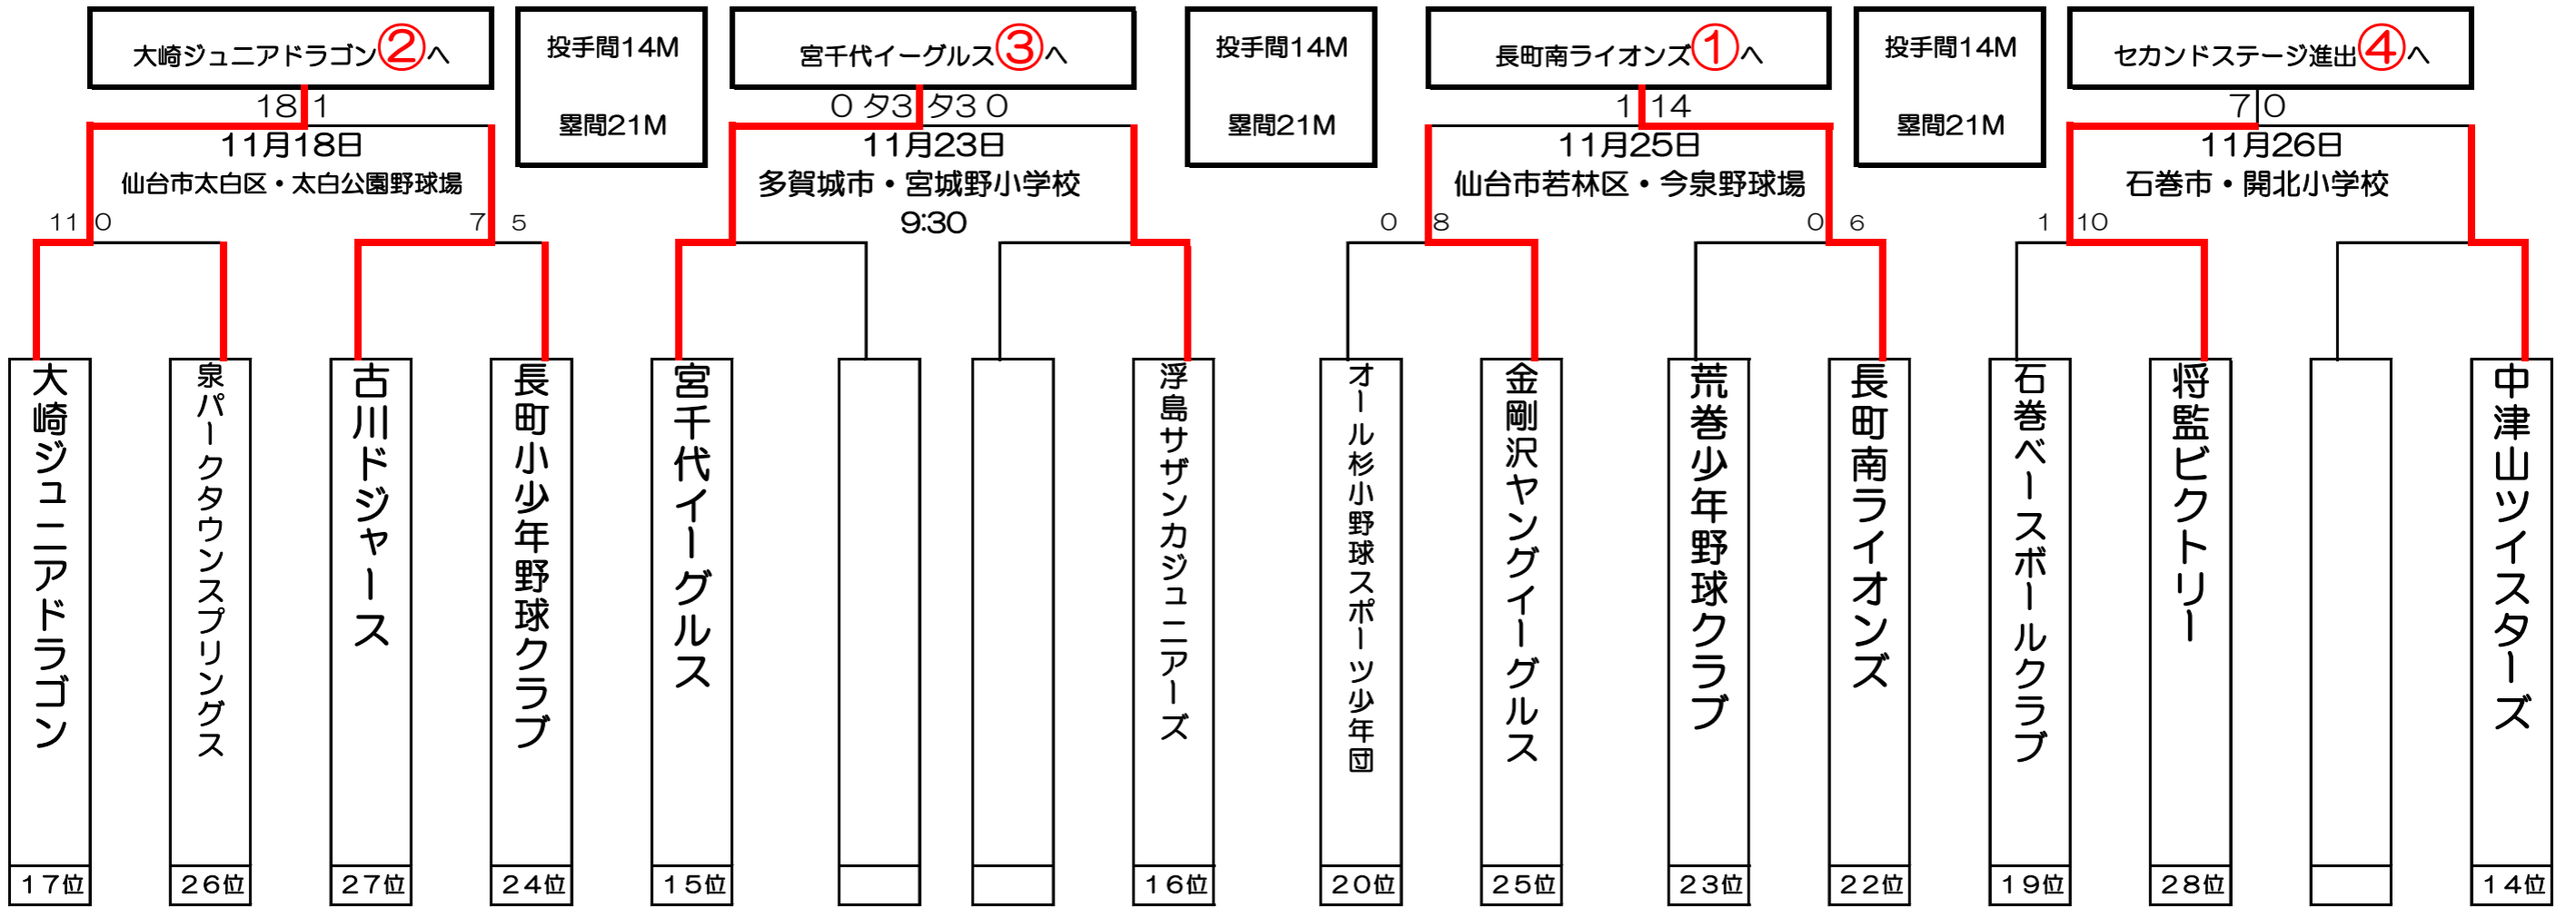 大崎ジュニアドラゴン②へ
投手間14M
塁間21M
宮千代イーグルス③へ
投手間14M
塁間21M
長町南ライオンズ①へ
投手間14M
塁間21M
セカンドステージ進出④へ
18 1
0 タ3 タ3 0
1 14
7 0
11月18日
仙台市太白区・太白公園野球場
11月23日
多賀城市・宮城野小学校
9:30
11月25日
仙台市若林区・今泉野球場
11月26日
石巻市・開北小学校
11 0
7 5
0 8
0 6
1 10
大崎ジュニアドラゴン
泉パークタウンスプリングス
古川ドジャース
長町小少年野球クラブ
宮千代イーグルス
浮島サザンカジュニアーズ
オール杉小野球スポーツ少年団
金剛沢ヤングイーグルス
荒巻少年野球クラブ
長町南ライオンズ
石巻ベースボールクラブ
将監ビクトリー
中津山ツイスターズ
17位
26位
27位
24位
15位
16位
20位
25位
23位
22位
19位
28位
14位